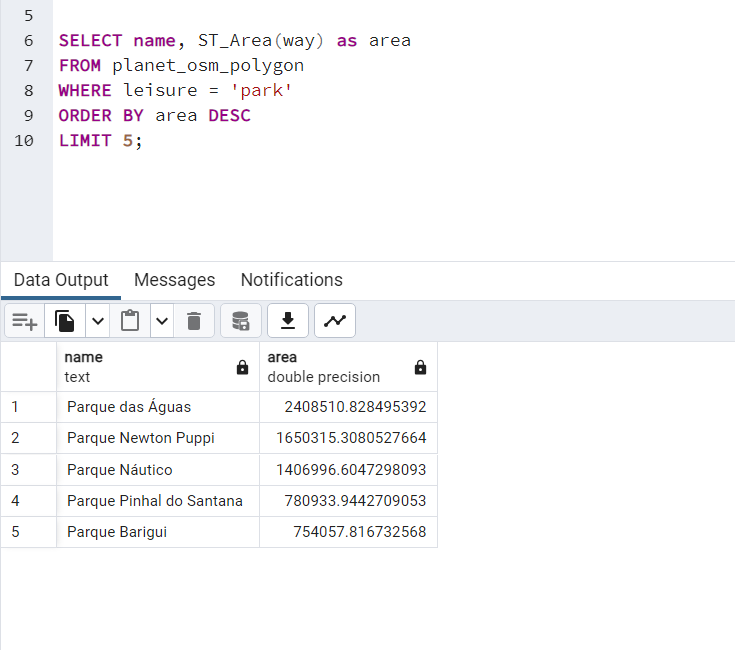 5
6 SELECT name, ST_Area(way) as area
7 FROM planet_osm_polygon
8 WHERE leisure = 'park'
9 ORDER BY area DESC
10 LIMIT 5;
Data Output Messages Notifications
name area
text double precision
1 Parque das Águas 2408510.828495392
2 Parque Newton Puppi 1650315.3080527664
3 Parque Náutico 1406996.6047298093
4 Parque Pinhal do Santana 780933.9442709053
5 Parque Barigui 754057.816732568